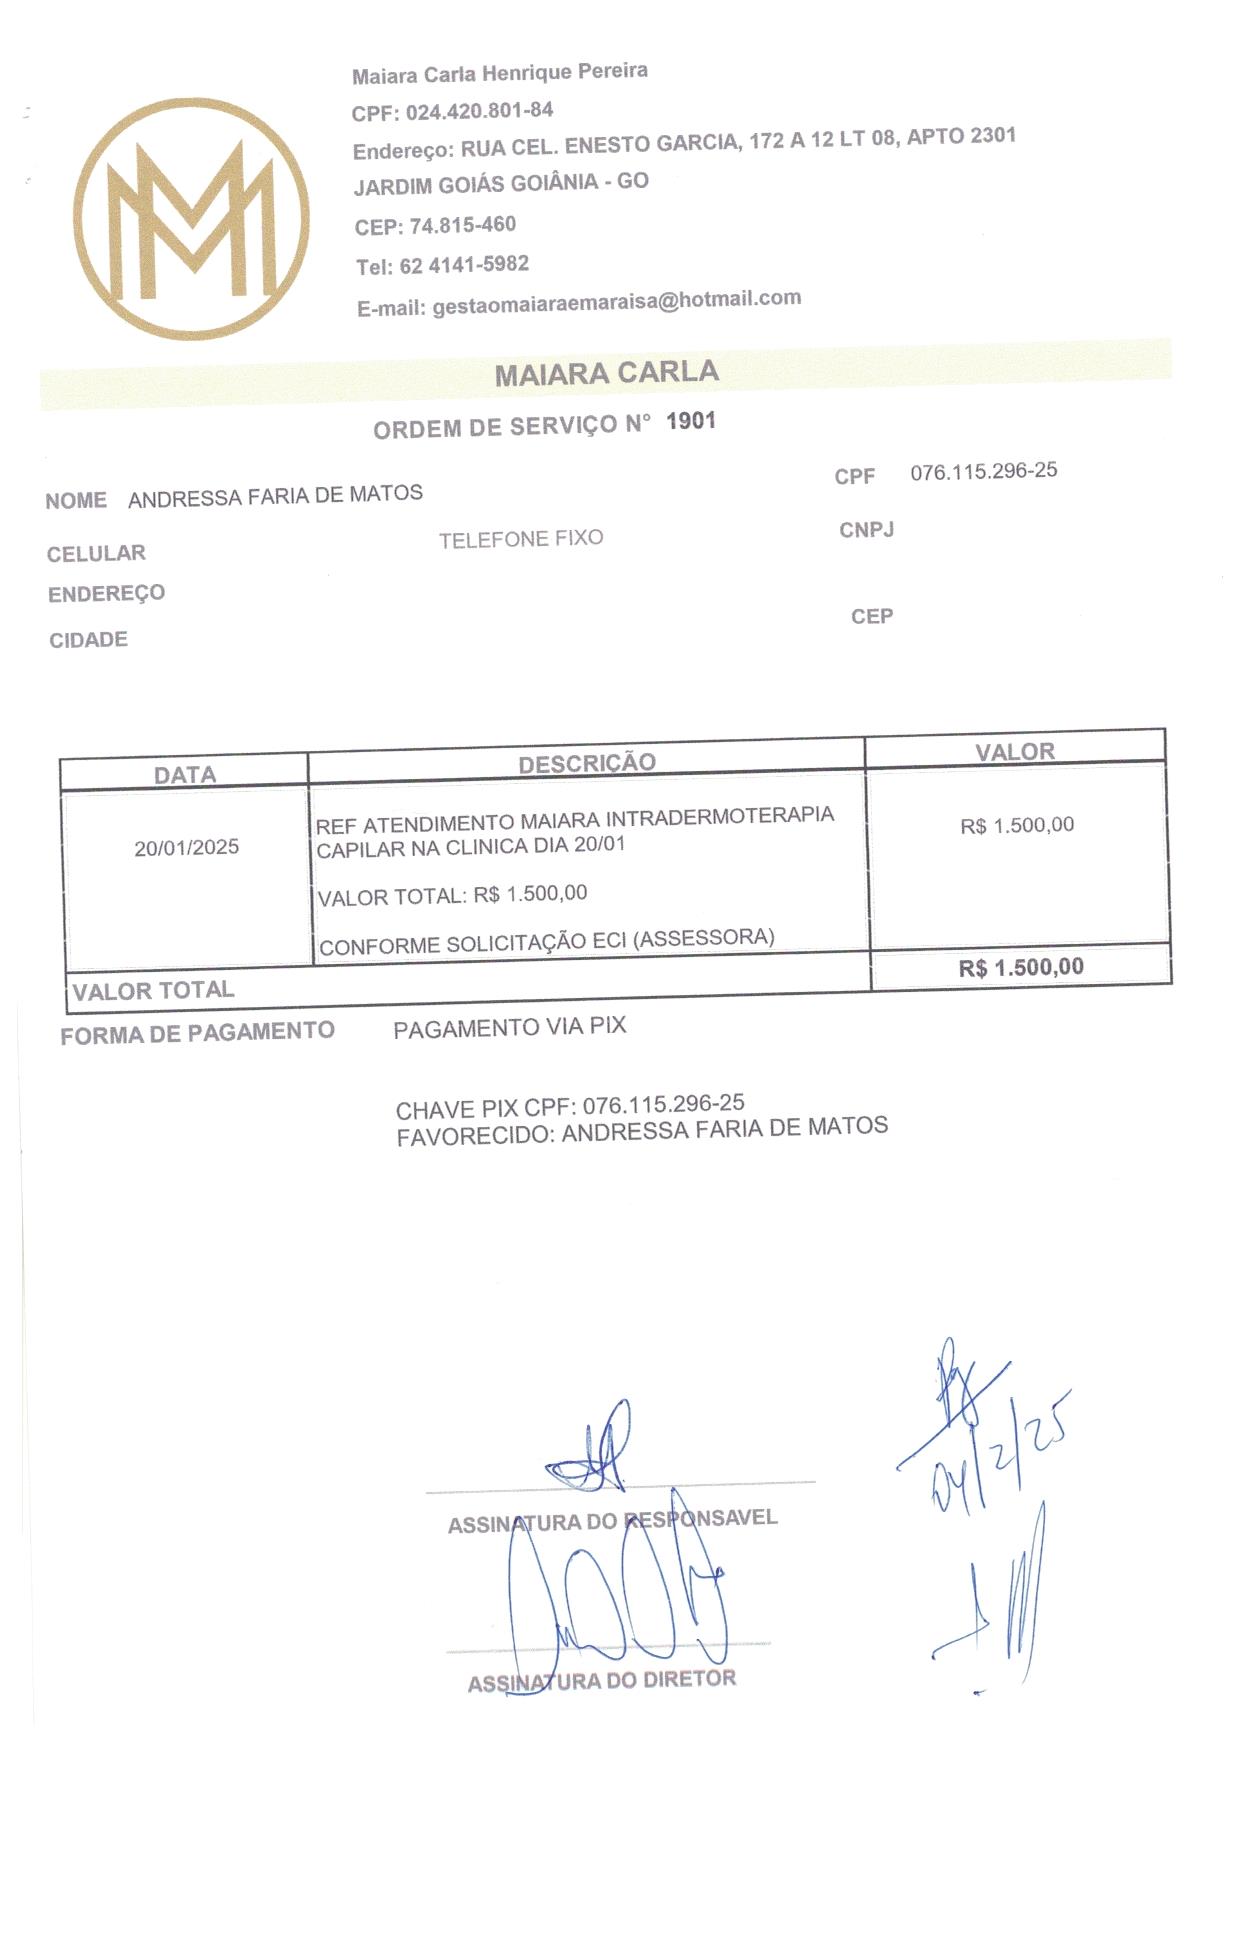 Maiara Carla Henrique Pereira
CPF: 024.420.801-84
Endereço: RUA CEL. ENESTO GARCIA, 172 A 12 LT 08, APTO 2301
JARDIM GOIÁS GOIÂNIA - GO
CEP: 74.815-460
Tel: 62 4141-5982
E-mail: gestaomaiaraemaraisa@hotmail.com
MAIARA CARLA
ORDEM DE SERVIÇO N° 1901
NOME ANDRESSA FARIA DE MATOS CPF 076.115.296-25
CELULAR TELEFONE FIXO CNPJ
ENDEREÇO
CIDADE CEP
DATA DESCRIÇÃO VALOR
20/01/2025 REF ATENDIMENTO MAIARA INTRADERMOTERAPIA R$ 1.500,00
CAPILAR NA CLINICA DIA 20/01
VALOR TOTAL: R$ 1.500,00
CONFORME SOLICITAÇÃO ECI (ASSESSORA)
VALOR TOTAL R$ 1.500,00
FORMA DE PAGAMENTO PAGAMENTO VIA PIX
CHAVE PIX CPF: 076.115.296-25
FAVORECIDO: ANDRESSA FARIA DE MATOS
04/2/25
ASSINATURA DO RESPONSAVEL
ASSINATURA DO DIRETOR